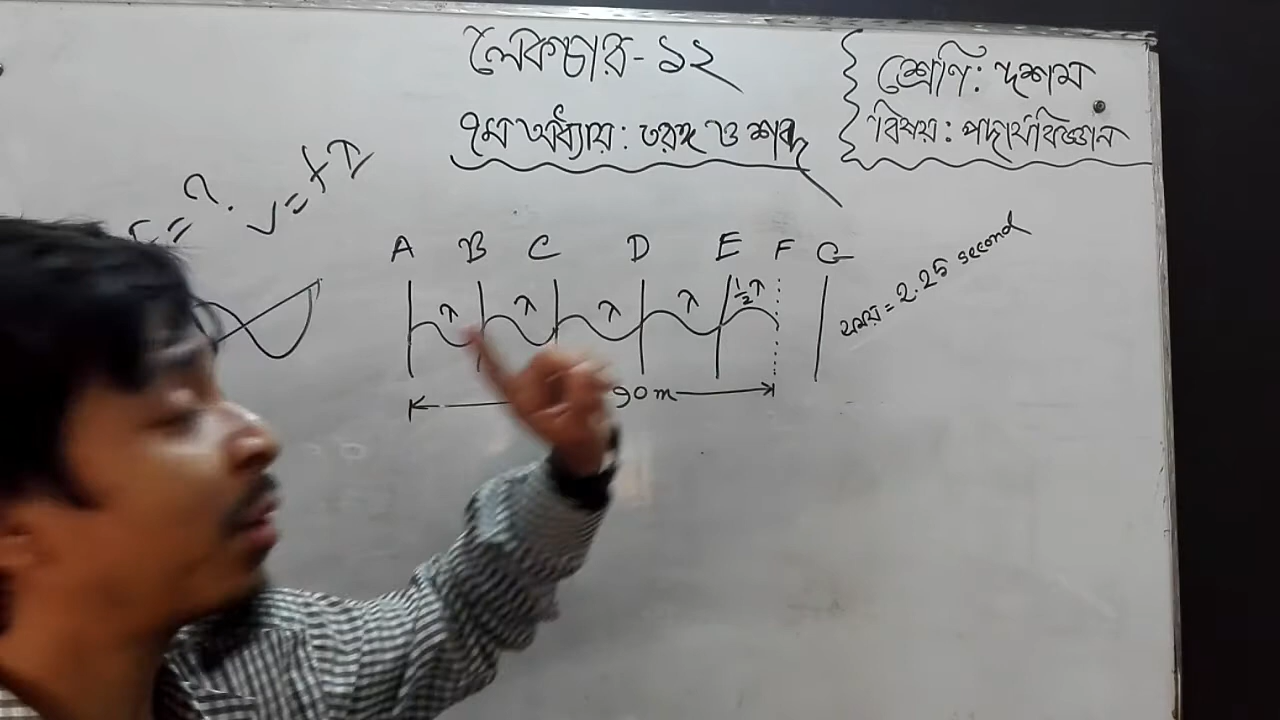 লেকচার-১২
৭ম অধ্যায়: তরঙ্গ ও শব্দ
শ্রেণি: দশম
বিষয়: পদার্থবিজ্ঞান
= ?
v = fλ
A B C D E F G
λ λ λ λ ½λ
90m
সময় = 2.25 second